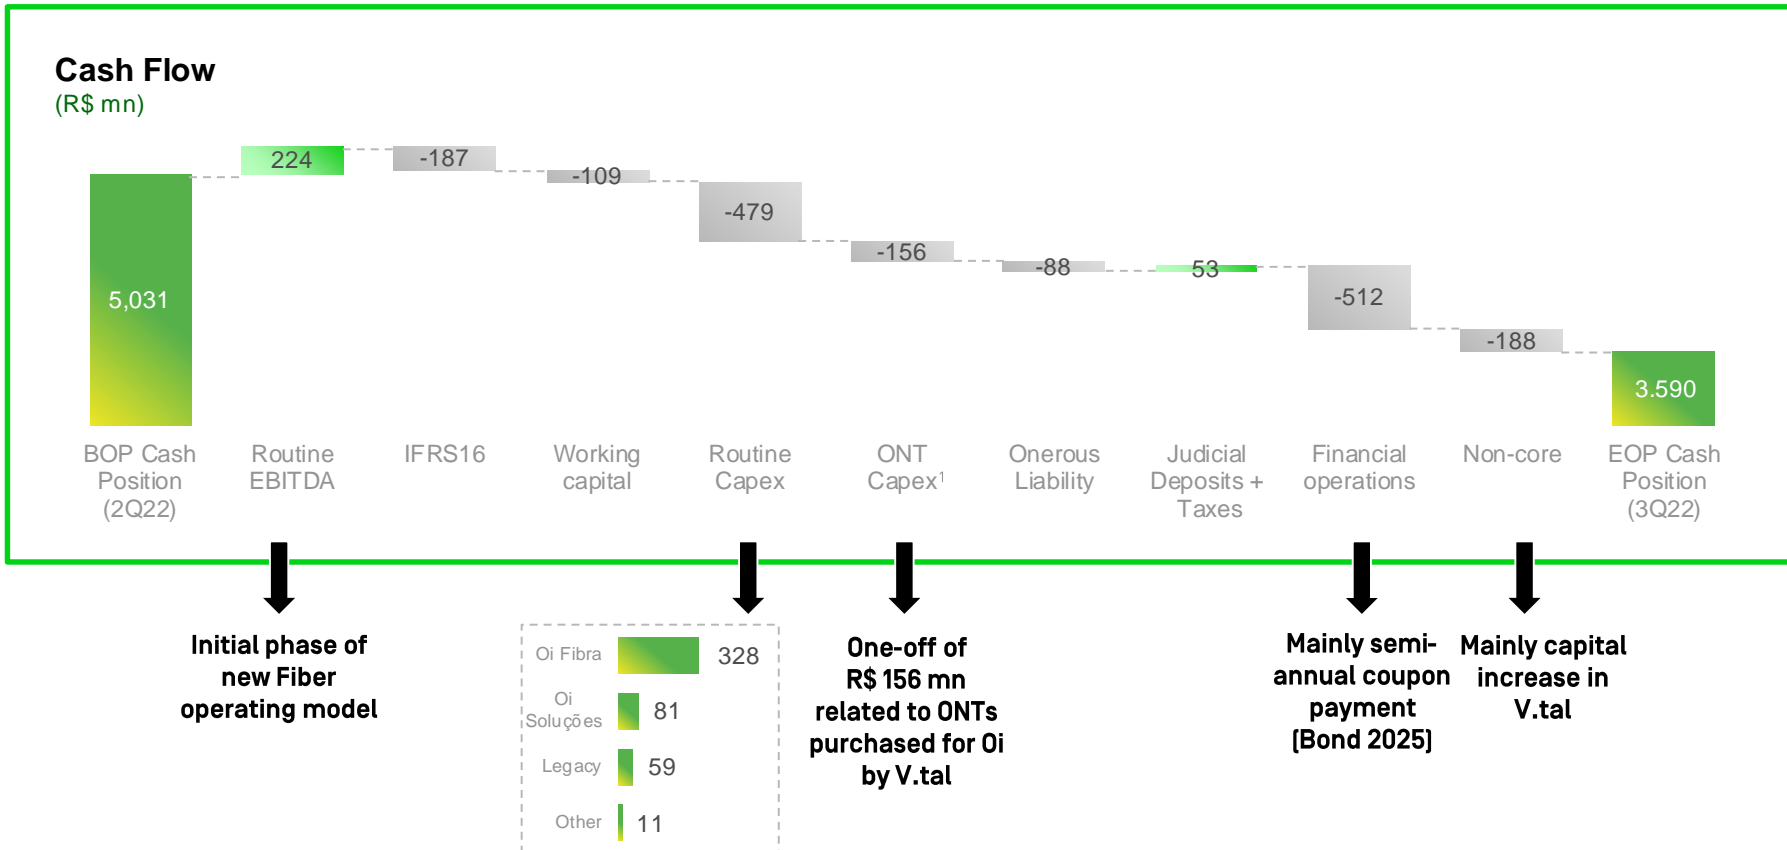 Cash Flow
(R$ mn)
5,031
224
-187
-109
-479
-156
-88
53
-512
-188
3.590
BOP Cash
Position
(2Q22)
Routine
EBITDA
IFRS16
Working
capital
Routine
Capex
ONT
Capex¹
Onerous
Liability
Judicial
Deposits +
Taxes
Financial
operations
Non-core
EOP Cash
Position
(3Q22)
Initial phase of
new Fiber
operating model
Oi Fibra 328
Oi
Soluções 81
Legacy 59
Other 11
One-off of
R$ 156 mn
related to ONTs
purchased for Oi
by V.tal
Mainly semi-
annual coupon
payment
(Bond 2025)
Mainly capital
increase in
V.tal